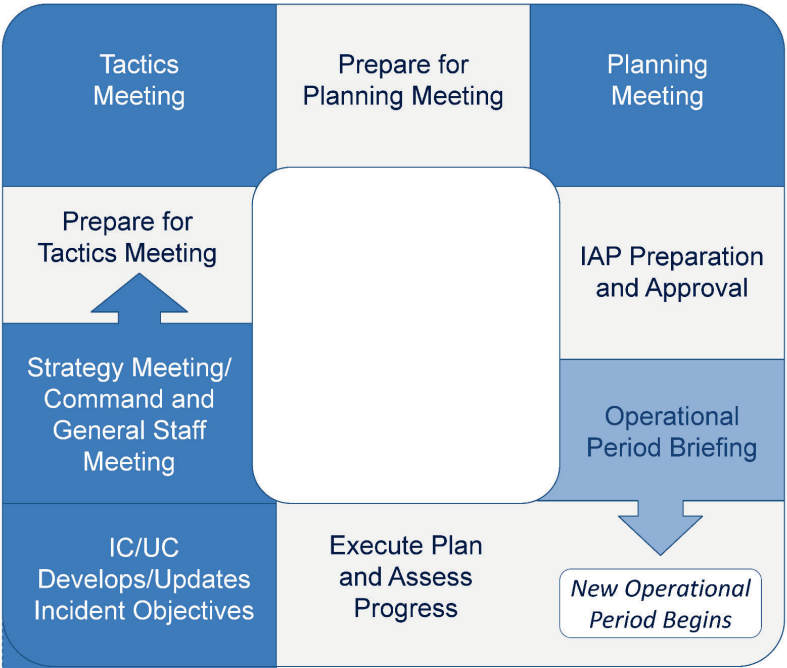 Tactics
Meeting
Prepare for
Planning Meeting
Planning
Meeting
Prepare for
Tactics Meeting
IAP Preparation
and Approval
Strategy Meeting/
Command and
General Staff
Meeting
Operational
Period Briefing
IC/UC
Develops/Updates
Incident Objectives
Execute Plan
and Assess
Progress
New Operational
Period Begins